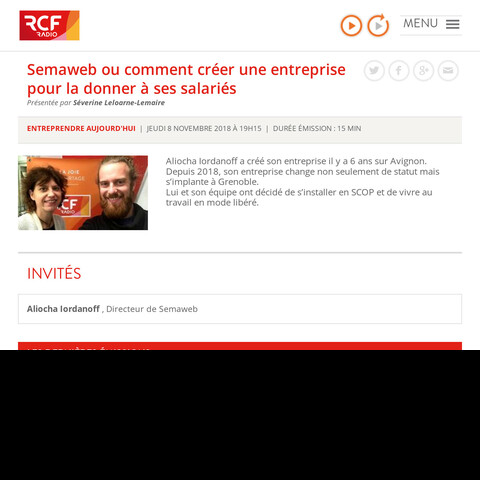 RCF
RADIO
MENU
Semaweb ou comment créer une entreprise
pour la donner à ses salariés
Présentée par Séverine Leloarne-Lemaire
ENTREPRENDRE AUJOURD'HUI | JEUDI 8 NOVEMBRE 2018 À 19H15 | DURÉE ÉMISSION : 15 MIN
Aliocha Iordanoff a créé son entreprise il y a 6 ans sur Avignon.
Depuis 2018, son entreprise change non seulement de statut mais
s'implante à Grenoble.
Lui et son équipe ont décidé de s'installer en SCOP et de vivre au
travail en mode libéré.
RCF
RADIO
INVITÉS
Aliocha Iordanoff , Directeur de Semaweb